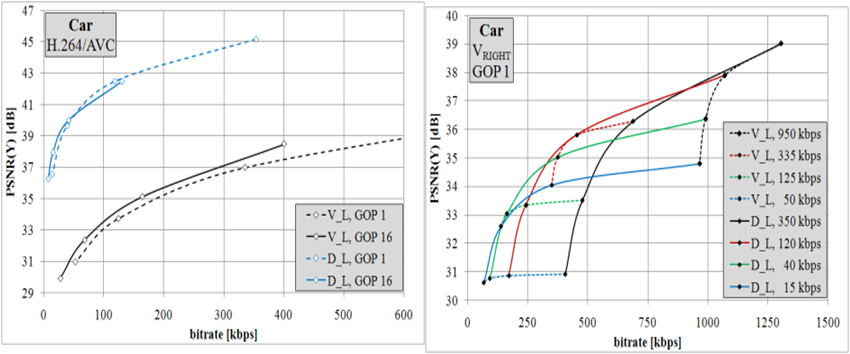 Car
H.264/AVC
PSNR(Y) [dB]
47
45
43
41
39
37
35
33
31
29
0
100
200
300
400
500
600
bitrate [kbps]
V_L, GOP 1
V_L, GOP 16
D_L, GOP 1
D_L, GOP 16
Car
VRIGHT
GOP 1
PSNR(Y) [dB]
40
39
38
37
36
35
34
33
32
31
30
0
250
500
750
1000
1250
1500
bitrate [kbps]
V_L, 950 kbps
V_L, 335 kbps
V_L, 125 kbps
V_L, 50 kbps
D_L, 350 kbps
D_L, 120 kbps
D_L, 40 kbps
D_L, 15 kbps